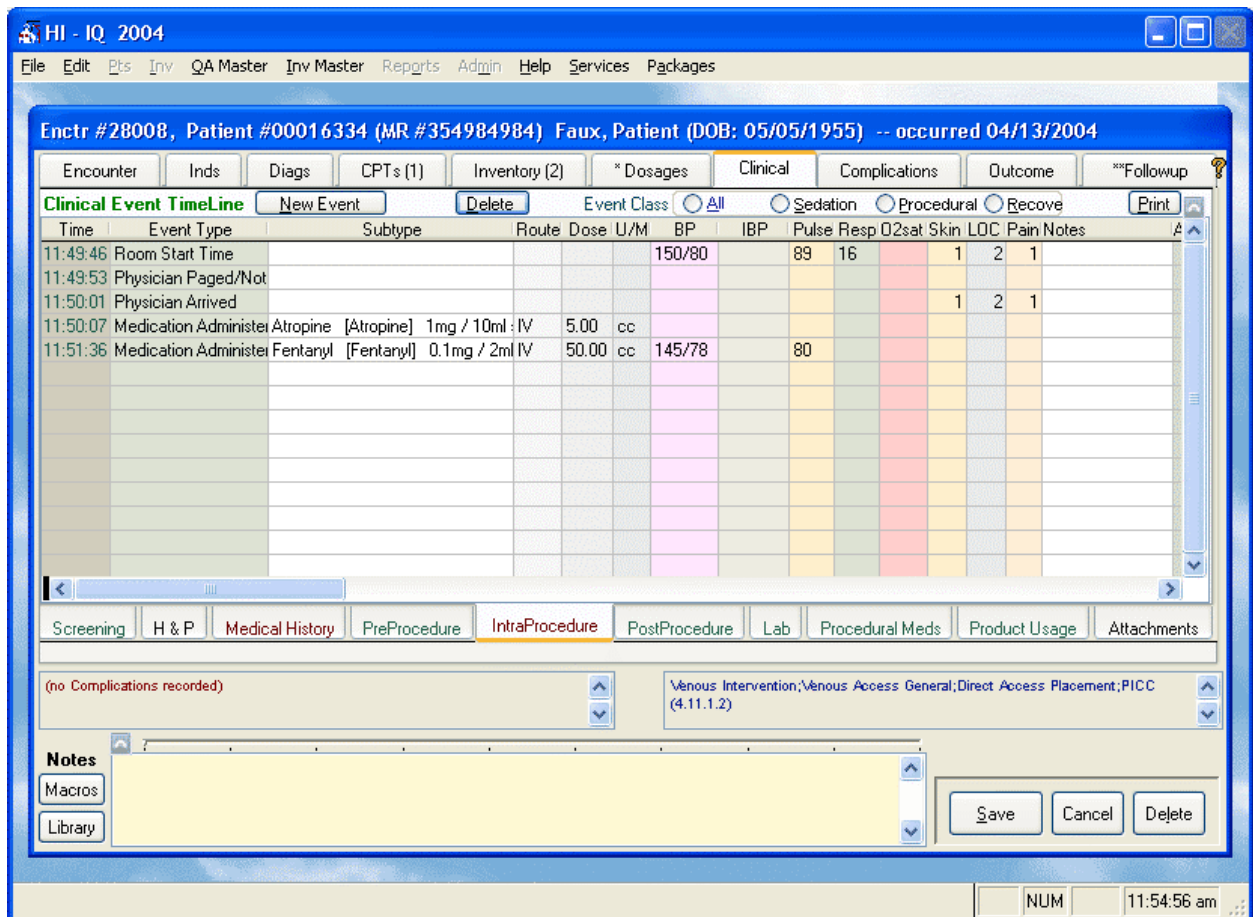 HI - IQ 2004
File Edit Pts Inv QA Master Inv Master Reports Admin Help Services Packages
Enctr #28008, Patient #00016334 (MR #354984984) Faux, Patient (DOB: 05/05/1955) -- occurred 04/13/2004
Encounter Inds Diags CPTs (1) Inventory (2) * Dosages Clinical Complications Outcome **Followup ?
Clinical Event TimeLine New Event Delete Event Class All Sedation Procedural Recove Print
Time Event Type Subtype Route Dose U/M BP IBP Pulse Resp O2sat Skin LOC Pain Notes A
11:49:46 Room Start Time 150/80 89 16 1 2 1
11:49:53 Physician Paged/Not
11:50:01 Physician Arrived 1 2 1
11:50:07 Medication Administer Atropine [Atropine] 1mg / 10ml IV 5.00 cc
11:51:36 Medication Administer Fentanyl [Fentanyl] 0.1mg / 2ml IV 50.00 cc 145/78 80
Screening H & P Medical History PreProcedure IntraProcedure PostProcedure Lab Procedural Meds Product Usage Attachments
(no Complications recorded)
Venous Intervention;Venous Access General;Direct Access Placement;PICC
(4.11.1.2)
Notes
Macros
Library
Save Cancel Delete
NUM 11:54:56 am